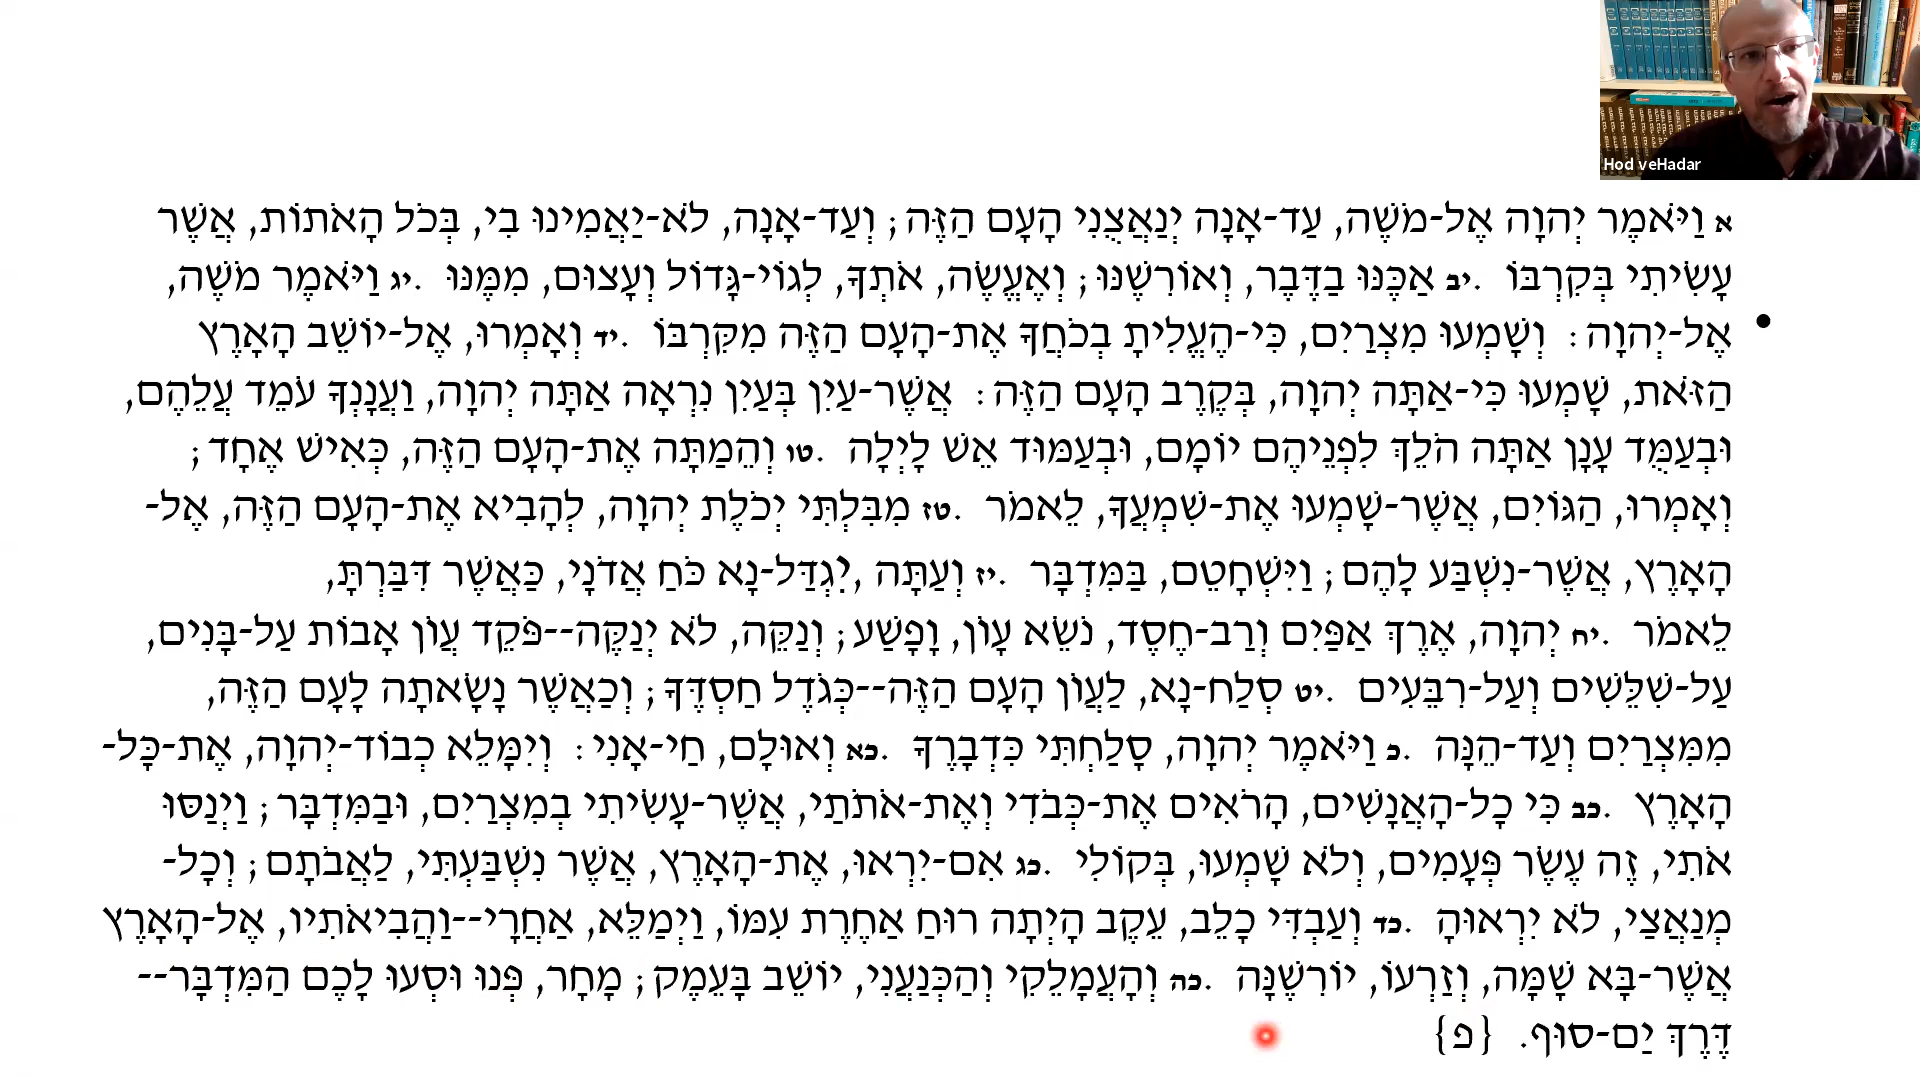 Hod veHadar
א וַיֹּאמֶר יְהוָה אֶל-מֹשֶׁה, עַד-אָנָה יְנַאֲצֻנִי הָעָם הַזֶּה; וְעַד-אָנָה, לֹא-יַאֲמִינוּ בִי, בְּכֹל הָאֹתוֹת, אֲשֶׁר
עָשִׂיתִי בְּקִרְבּוֹ. יב אַכֶּנּוּ בַדֶּבֶר, וְאוֹרִשֶׁנּוּ; וְאֶעֱשֶׂה, אֹתְךָ, לְגוֹי-גָּדוֹל וְעָצוּם, מִמֶּנּוּ. יג וַיֹּאמֶר מֹשֶׁה,
אֶל-יְהוָה: וְשָׁמְעוּ מִצְרַיִם, כִּי-הֶעֱלִיתָ בְכֹחֲךָ אֶת-הָעָם הַזֶּה מִקִּרְבּוֹ. יד וְאָמְרוּ, אֶל-יוֹשֵׁב הָאָרֶץ
הַזֹּאת, שָׁמְעוּ כִּי-אַתָּה יְהוָה, בְּקֶרֶב הָעָם הַזֶּה: אֲשֶׁר-עַיִן בְּעַיִן נִרְאָה אַתָּה יְהוָה, וַעֲנָנְךָ עֹמֵד עֲלֵהֶם,
וּבְעַמֻּד עָנָן אַתָּה הֹלֵךְ לִפְנֵיהֶם יוֹמָם, וּבְעַמּוּד אֵשׁ לָיְלָה. טו וְהֵמַתָּה אֶת-הָעָם הַזֶּה, כְּאִישׁ אֶחָד;
וְאָמְרוּ, הַגּוֹיִם, אֲשֶׁר-שָׁמְעוּ אֶת-שִׁמְעֲךָ, לֵאמֹר. טז מִבִּלְתִּי יְכֹלֶת יְהוָה, לְהָבִיא אֶת-הָעָם הַזֶּה, אֶל-
הָאָרֶץ, אֲשֶׁר-נִשְׁבַּע לָהֶם; וַיִּשְׁחָטֵם, בַּמִּדְבָּר. יז וְעַתָּה, יִגְדַּל-נָא כֹּחַ אֲדֹנָי, כַּאֲשֶׁר דִּבַּרְתָּ,
לֵאמֹר. יח יְהוָה, אֶרֶךְ אַפַּיִם וְרַב-חֶסֶד, נֹשֵׂא עָוֺן, וָפָשַׁע; וְנַקֵּה, לֹא יְנַקֶּה--פֹּקֵד עֲוֺן אָבוֹת עַל-בָּנִים,
עַל-שִׁלֵּשִׁים וְעַל-רִבֵּעִים. יט סְלַח-נָא, לַעֲוֺן הָעָם הַזֶּה--כְּגֹדֶל חַסְדֶּךָ; וְכַאֲשֶׁר נָשָׂאתָה לָעָם הַזֶּה,
מִמִּצְרַיִם וְעַד-הֵנָּה. כ וַיֹּאמֶר יְהוָה, סָלַחְתִּי כִּדְבָרֶךָ. כא וְאוּלָם, חַי-אָנִי: וְיִמָּלֵא כְבוֹד-יְהוָה, אֶת-כָּל-
הָאָרֶץ. כב כִּי כָל-הָאֲנָשִׁים, הָרֹאִים אֶת-כְּבֹדִי וְאֶת-אֹתֹתַי, אֲשֶׁר-עָשִׂיתִי בְמִצְרַיִם, וּבַמִּדְבָּר; וַיְנַסּוּ
אֹתִי, זֶה עֶשֶׂר פְּעָמִים, וְלֹא שָׁמְעוּ, בְּקוֹלִי. כג אִם-יִרְאוּ, אֶת-הָאָרֶץ, אֲשֶׁר נִשְׁבַּעְתִּי, לַאֲבֹתָם; וְכָל-
מְנַאֲצַי, לֹא יִרְאוּהָ. כד וְעַבְדִּי כָלֵב, עֵקֶב הָיְתָה רוּחַ אַחֶרֶת עִמּוֹ, וַיְמַלֵּא, אַחֲרָי--וַהֲבִיאֹתִיו, אֶל-הָאָרֶץ
אֲשֶׁר-בָּא שָׁמָּה, וְזַרְעוֹ, יוֹרִשֶׁנָּה. כה וְהָעֲמָלֵקִי וְהַכְּנַעֲנִי, יוֹשֵׁב בָּעֵמֶק; מָחָר, פְּנוּ וּסְעוּ לָכֶם הַמִּדְבָּר--
דֶּרֶךְ יַם-סוּף. {פ}